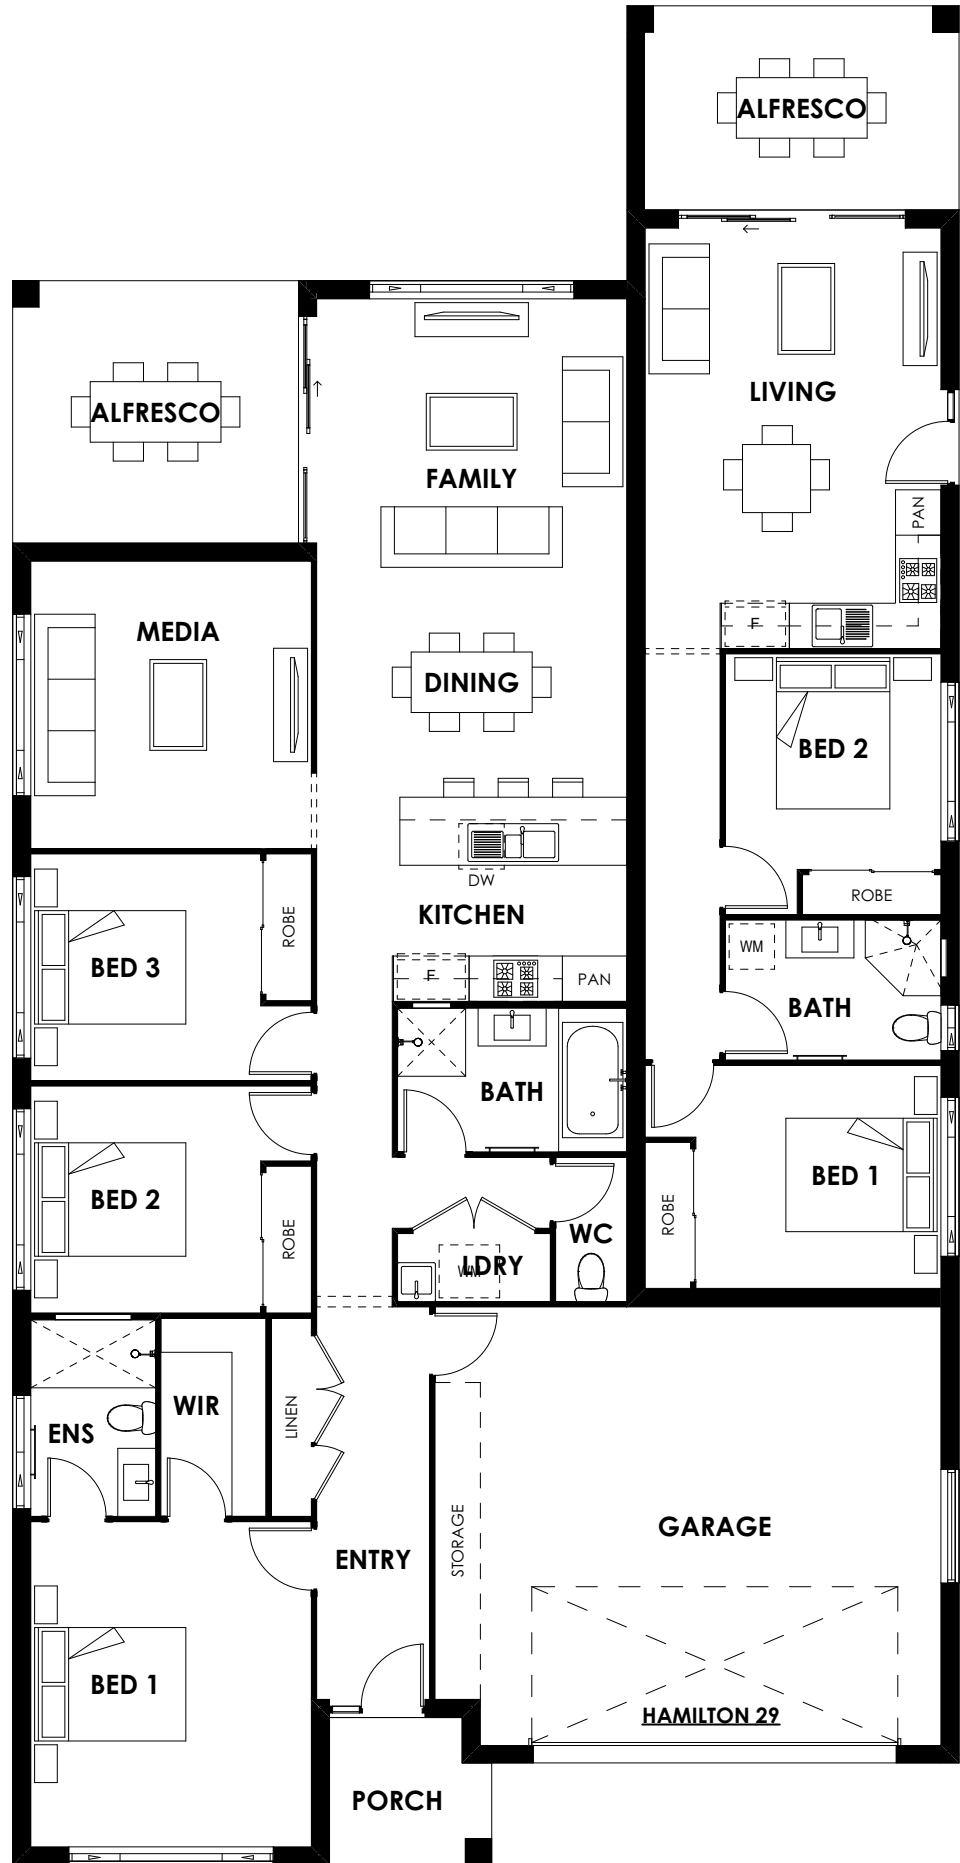 ALFRESCO
LIVING
ALFRESCO
FAMILY
PAN
F
MEDIA
DINING
BED 2
ROBE
DW
KITCHEN
ROBE
BED 3
F
PAN
WM
BATH
BATH
BED 2
ROBE
BED 1
ROBE
WC
WM
LDRY
WIR
ENS
LINEN
STORAGE
GARAGE
ENTRY
BED 1
HAMILTON 29
PORCH